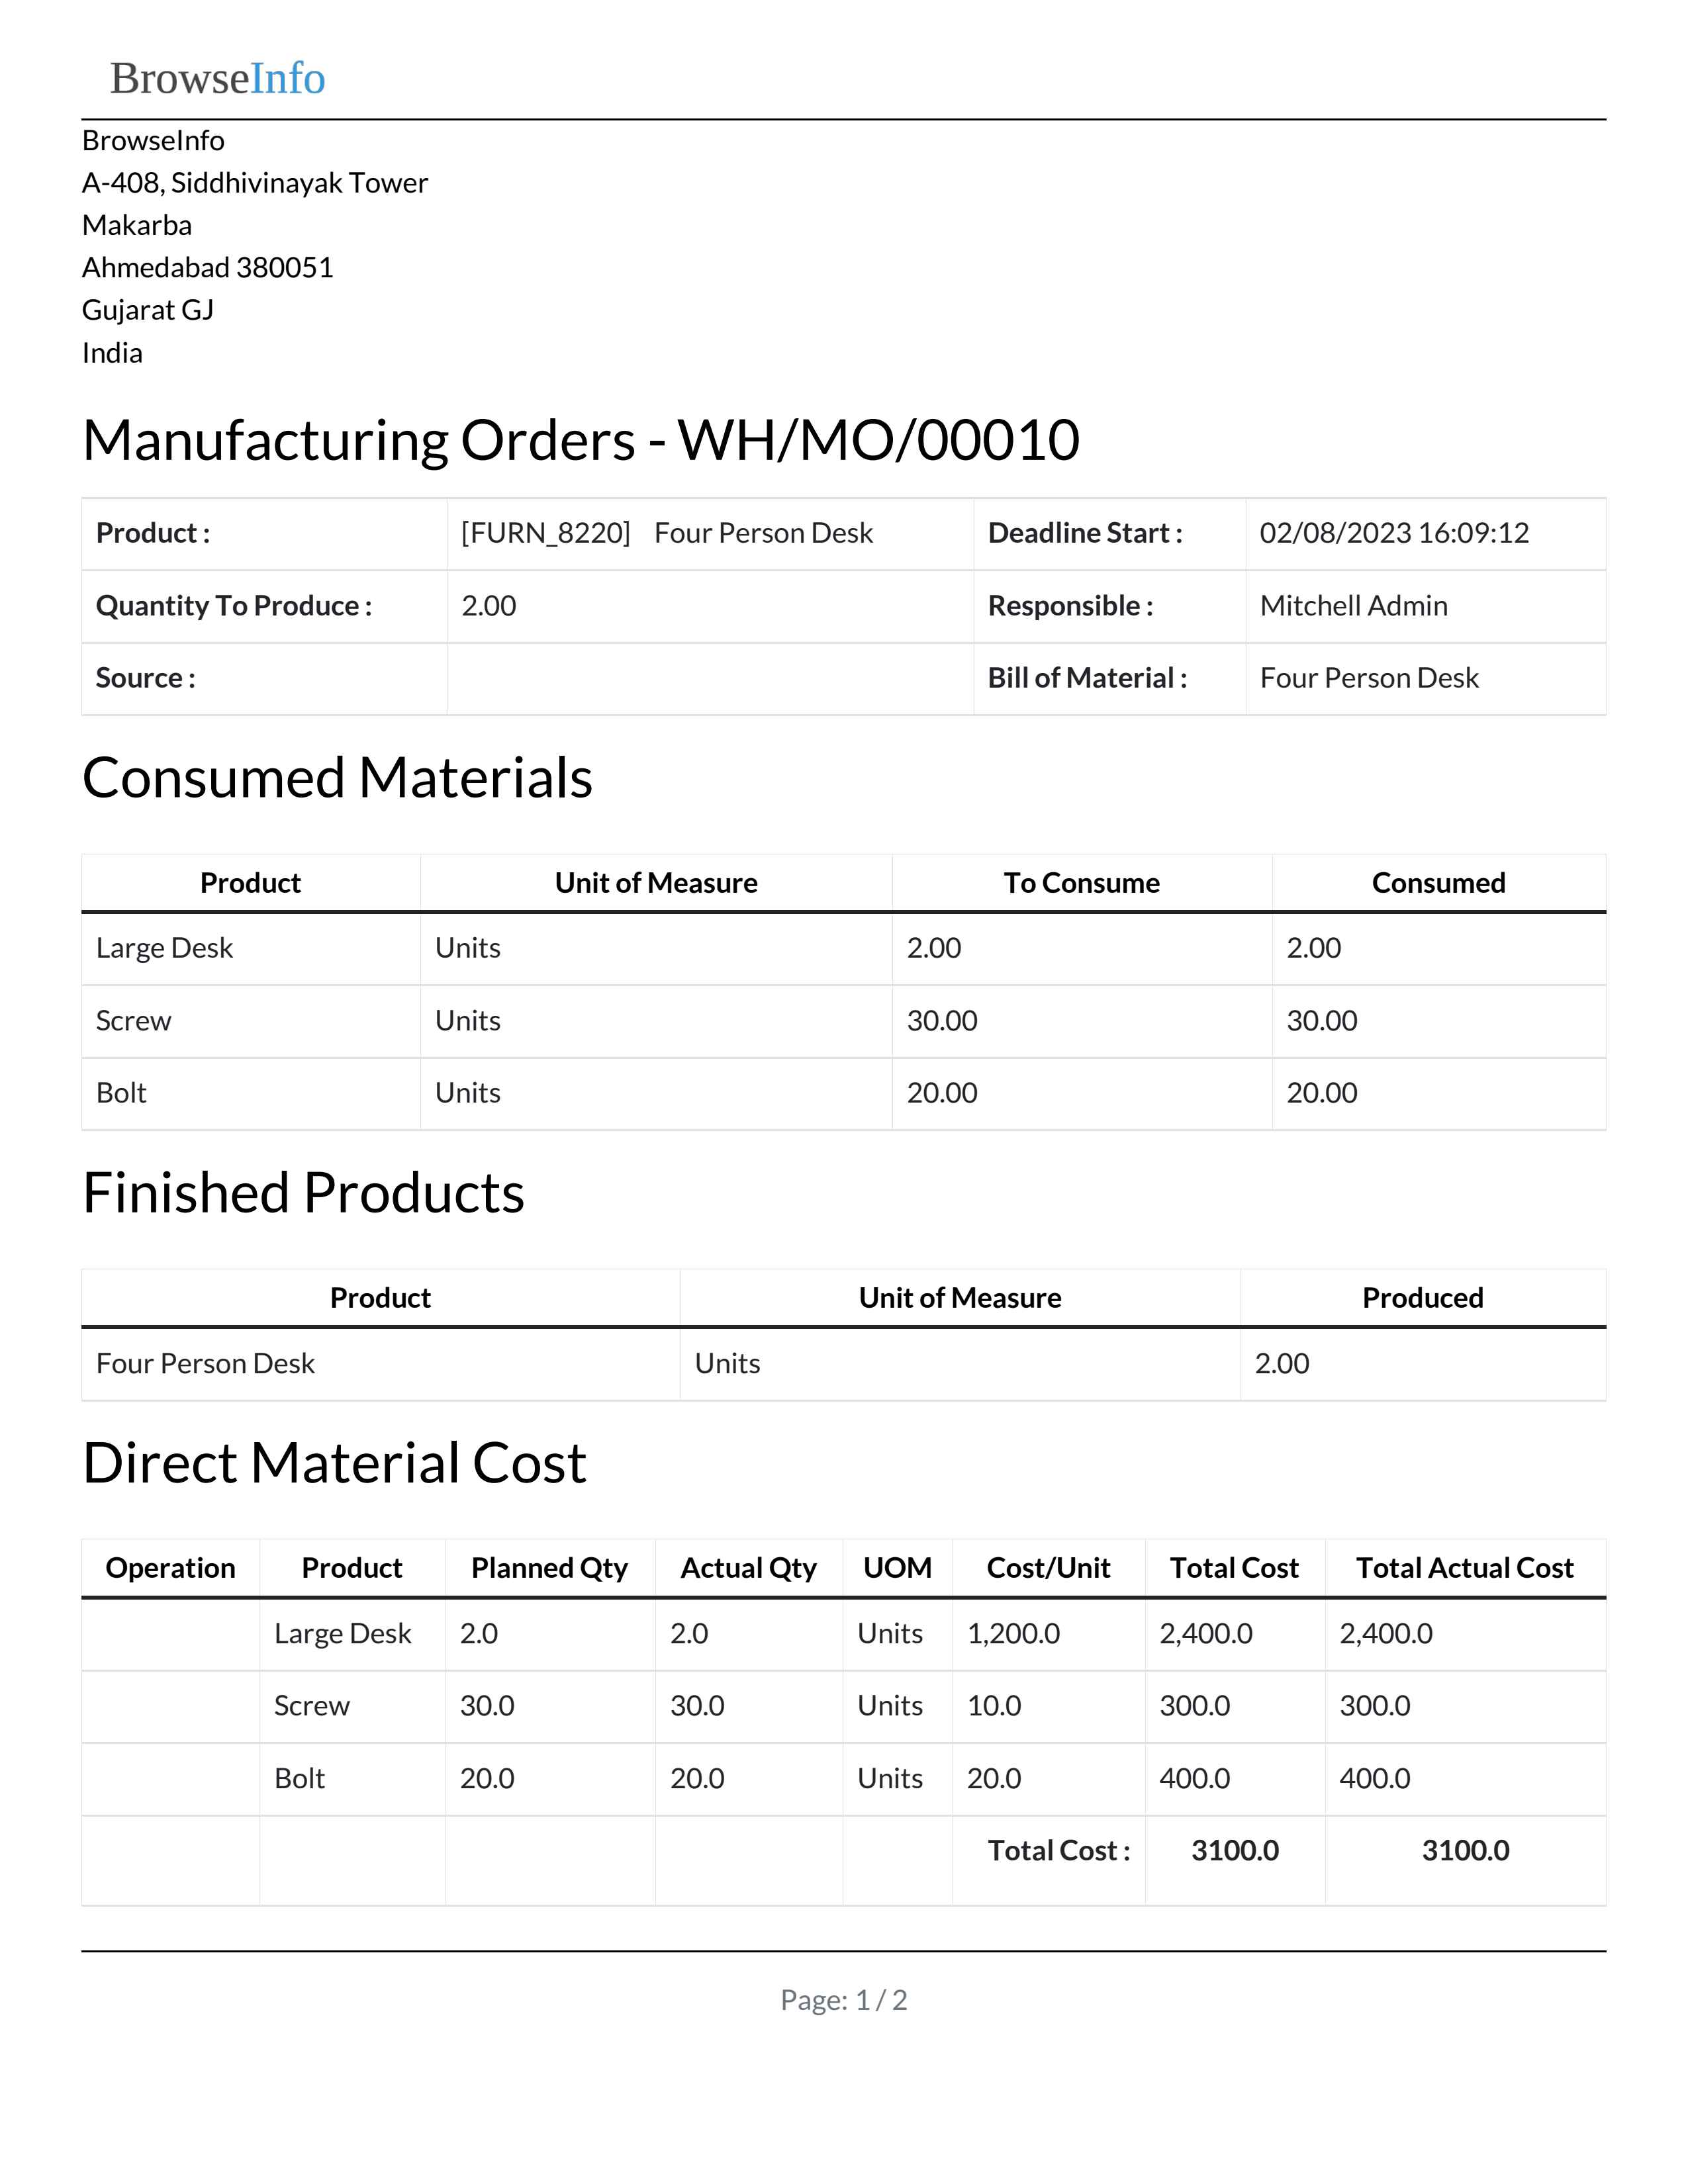 BrowseInfo
BrowseInfo
A-408, Siddhivinayak Tower
Makarba
Ahmedabad 380051
Gujarat GJ
India
Manufacturing Orders - WH/MO/00010
Product : [FURN_8220] Four Person Desk Deadline Start : 02/08/2023 16:09:12
Quantity To Produce : 2.00 Responsible : Mitchell Admin
Source : Bill of Material : Four Person Desk
Consumed Materials
Product Unit of Measure To Consume Consumed
Large Desk Units 2.00 2.00
Screw Units 30.00 30.00
Bolt Units 20.00 20.00
Finished Products
Product Unit of Measure Produced
Four Person Desk Units 2.00
Direct Material Cost
Operation Product Planned Qty Actual Qty UOM Cost/Unit Total Cost Total Actual Cost
Large Desk 2.0 2.0 Units 1,200.0 2,400.0 2,400.0
Screw 30.0 30.0 Units 10.0 300.0 300.0
Bolt 20.0 20.0 Units 20.0 400.0 400.0
Total Cost : 3100.0 3100.0
Page: 1 / 2